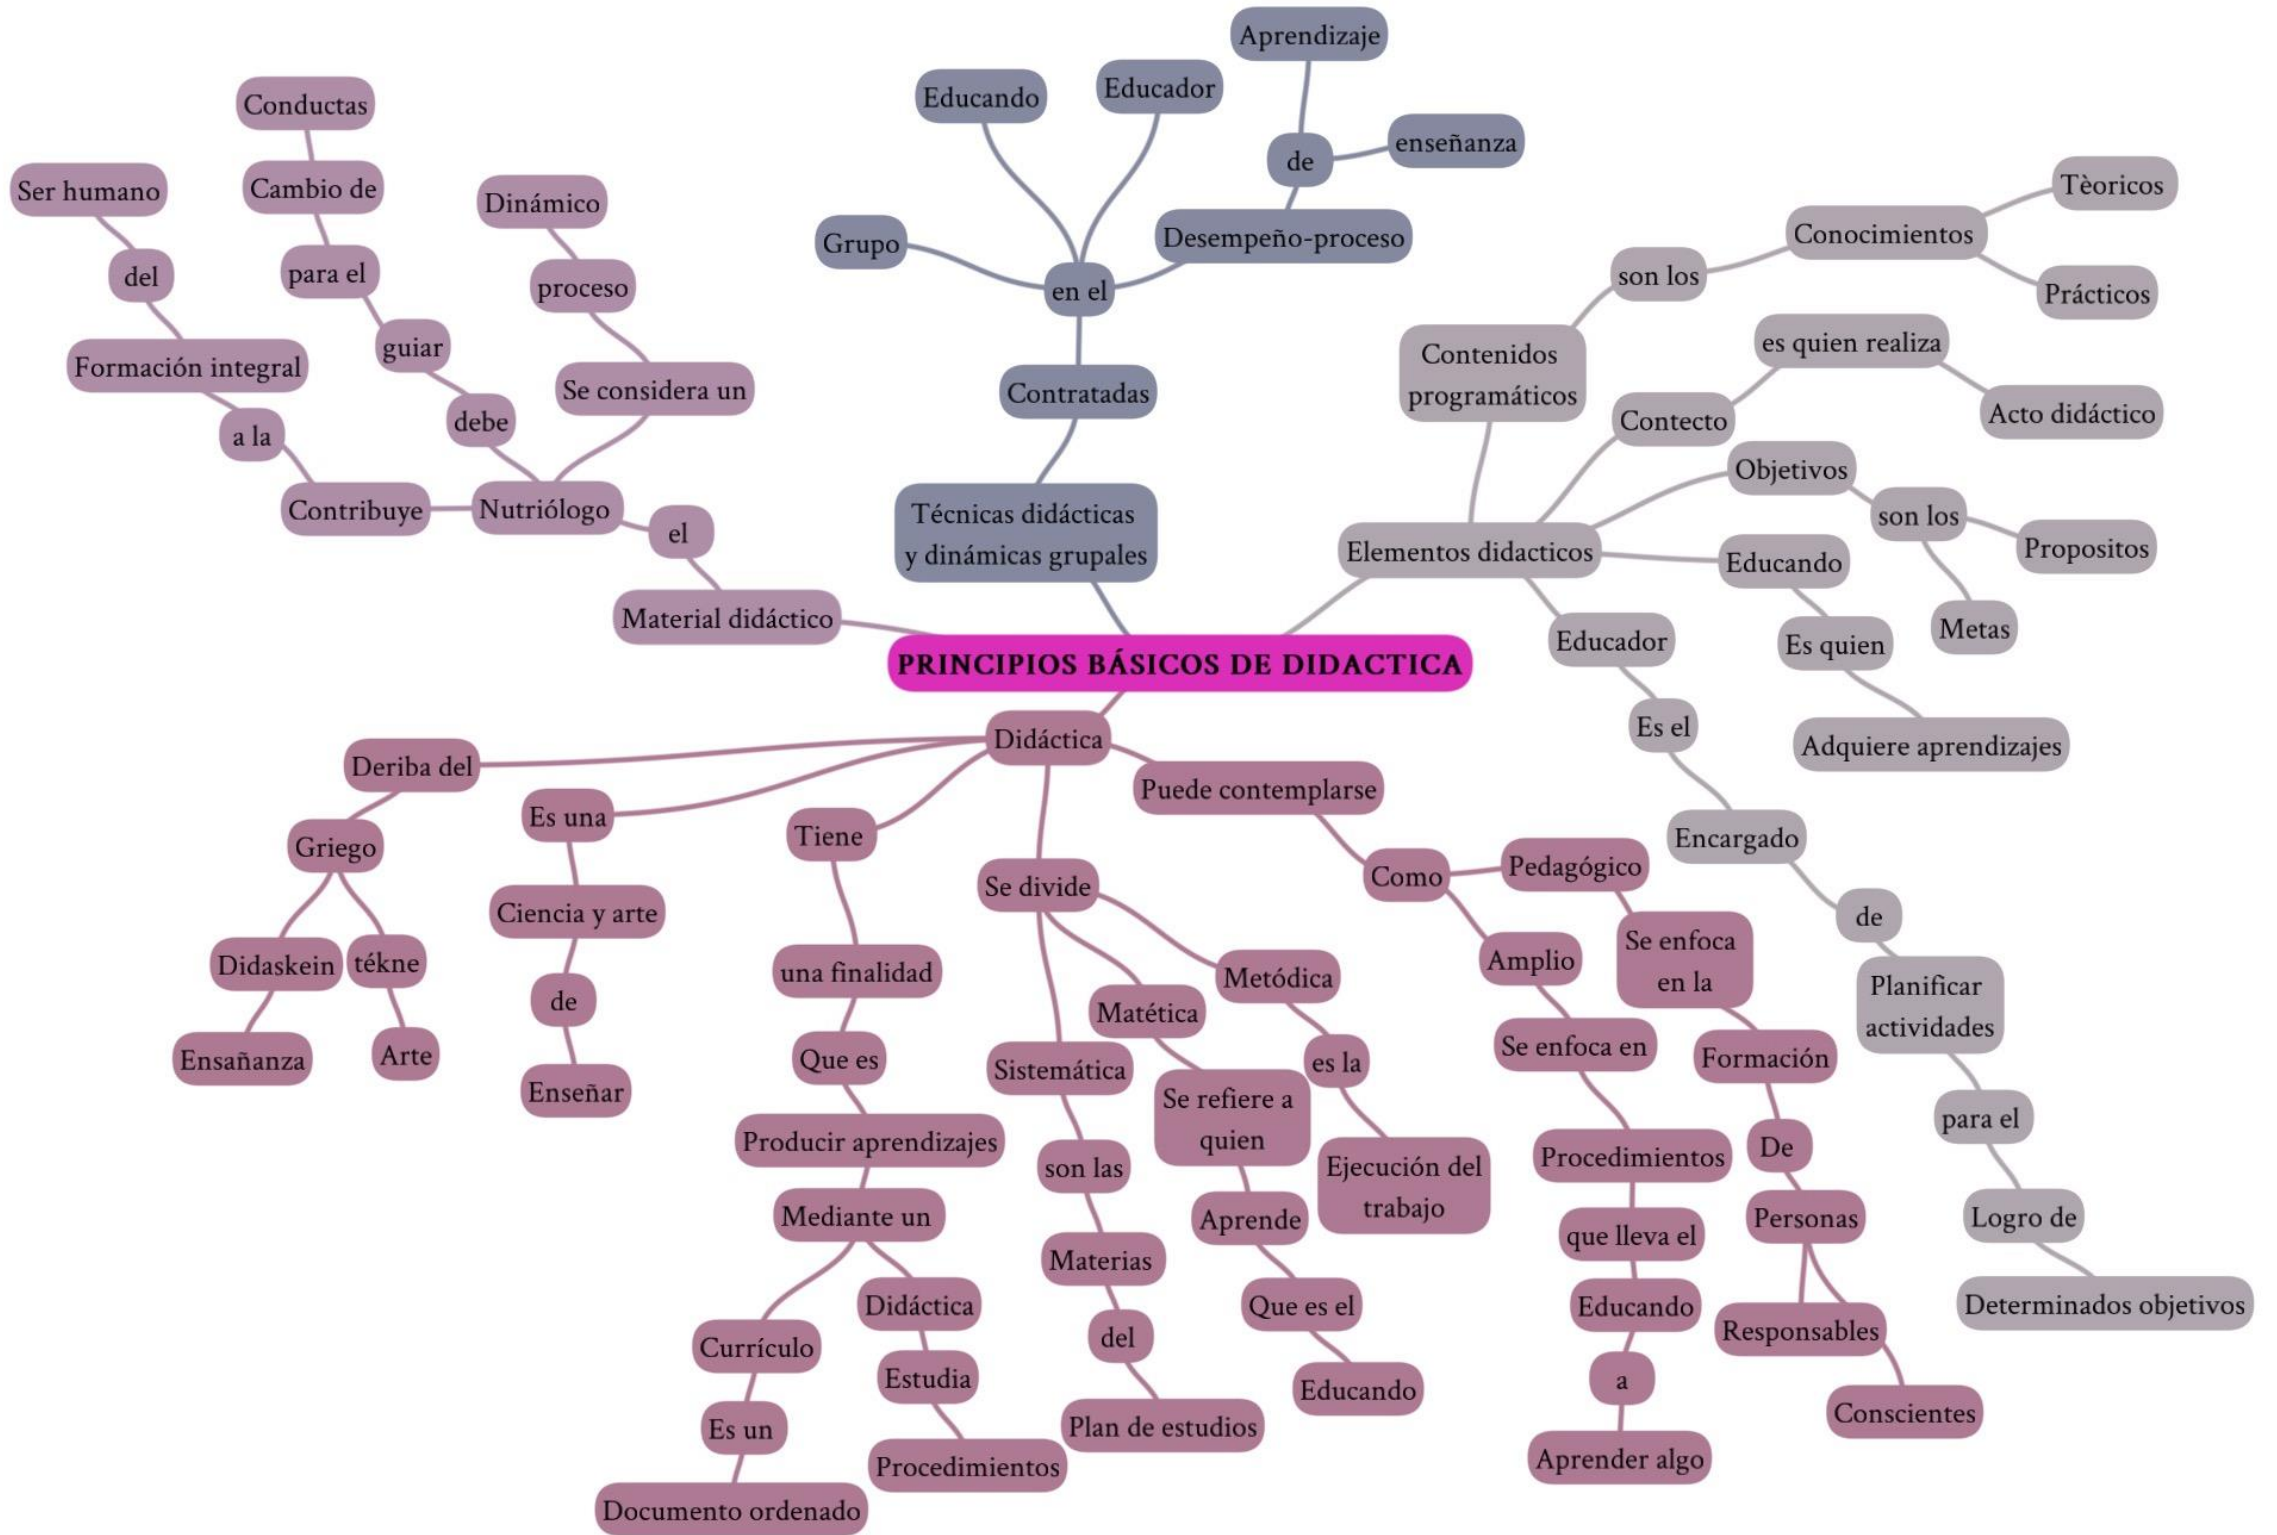 PRINCIPIOS BÁSICOS DE DIDACTICA
Material didáctico
el
Nutriólogo
Contribuye
a la
Formación integral
del
Ser humano
debe
guiar
para el
Cambio de
Conductas
Se considera un
proceso
Dinámico
Técnicas didácticas
y dinámicas grupales
Contratadas
en el
Grupo
Educando
Educador
Desempeño-proceso
de
Aprendizaje
enseñanza
Elementos didacticos
Contenidos
programáticos
son los
Conocimientos
Tèoricos
Prácticos
Contecto
es quien realiza
Acto didáctico
Objetivos
son los
Propositos
Metas
Educando
Es quien
Adquiere aprendizajes
Educador
Es el
Encargado
de
Planificar
actividades
para el
Logro de
Determinados objetivos
Didáctica
Deriba del
Griego
Didaskein
Ensañanza
tékne
Arte
Es una
Ciencia y arte
de
Enseñar
Tiene
una finalidad
Que es
Producir aprendizajes
Mediante un
Currículo
Es un
Documento ordenado
Didáctica
Estudia
Procedimientos
Se divide
Sistemática
son las
Materias
del
Plan de estudios
Matética
Se refiere a
quien
Aprende
Que es el
Educando
Metódica
es la
Ejecución del
trabajo
Puede contemplarse
Como
Amplio
Se enfoca en
Procedimientos
que lleva el
Educando
a
Aprender algo
Pedagógico
Se enfoca
en la
Formación
De
Personas
Responsables
Conscientes